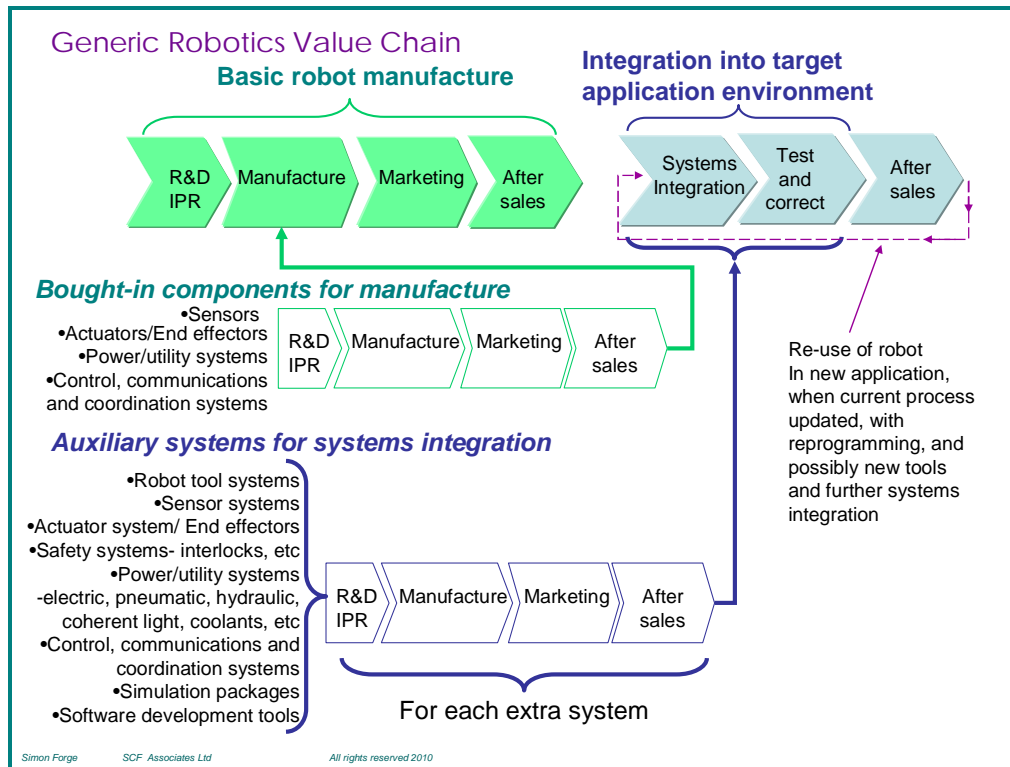 Generic Robotics Value Chain
Basic robot manufacture
Integration into target
application environment
R&D
IPR
Manufacture
Marketing
After
sales
Systems
Integration
Test
and
correct
After
sales
Bought-in components for manufacture
•Sensors
•Actuators/End effectors
•Power/utility systems
•Control, communications
and coordination systems
R&D
IPR
Manufacture
Marketing
After
sales
Re-use of robot
In new application,
when current process
updated, with
reprogramming, and
possibly new tools
and further systems
integration
Auxiliary systems for systems integration
•Robot tool systems
•Sensor systems
•Actuator system/ End effectors
•Safety systems- interlocks, etc
•Power/utility systems
-electric, pneumatic, hydraulic,
coherent light, coolants, etc
•Control, communications and
coordination systems
•Simulation packages
•Software development tools
R&D
IPR
Manufacture
Marketing
After
sales
For each extra system
Simon Forge SCF Associates Ltd All rights reserved 2010